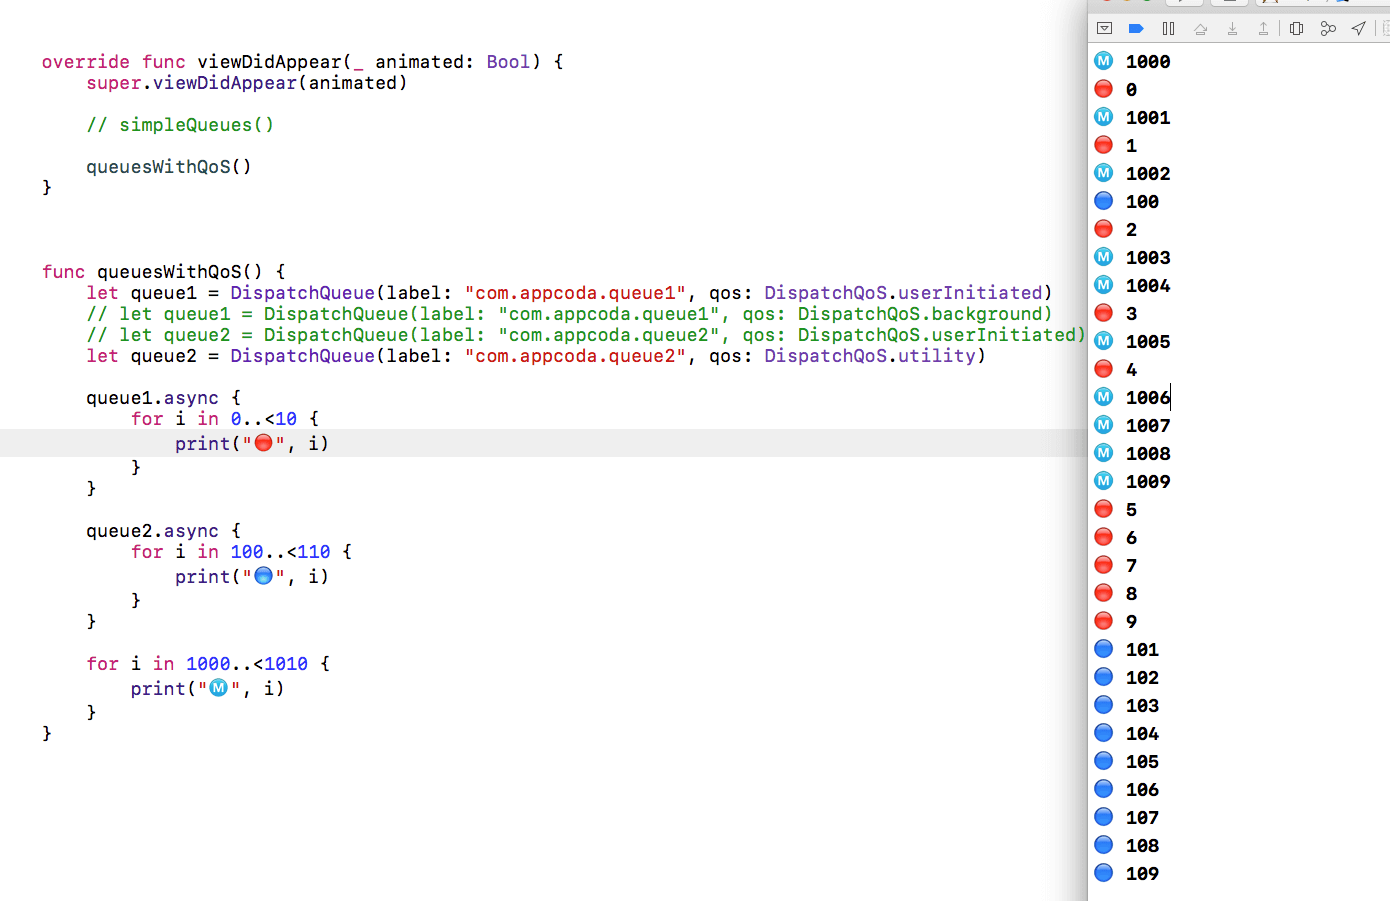 override func viewDidAppear(_ animated: Bool) {
super.viewDidAppear(animated)
// simpleQueues()
queuesWithQoS()
}
func queuesWithQoS() {
let queue1 = DispatchQueue(label: "com.appcoda.queue1", qos: DispatchQoS.userInitiated)
// let queue1 = DispatchQueue(label: "com.appcoda.queue1", qos: DispatchQoS.background)
// let queue2 = DispatchQueue(label: "com.appcoda.queue2", qos: DispatchQoS.userInitiated)
let queue2 = DispatchQueue(label: "com.appcoda.queue2", qos: DispatchQoS.utility)
queue1.async {
for i in 0..<10 {
print("🔴", i)
}
}
queue2.async {
for i in 100..<110 {
print("🔵", i)
}
}
for i in 1000..<1010 {
print("Ⓜ️", i)
}
}
Ⓜ️ 1000
🔴 0
Ⓜ️ 1001
🔴 1
Ⓜ️ 1002
🔵 100
🔴 2
Ⓜ️ 1003
Ⓜ️ 1004
🔴 3
Ⓜ️ 1005
🔴 4
Ⓜ️ 1006
Ⓜ️ 1007
Ⓜ️ 1008
Ⓜ️ 1009
🔴 5
🔴 6
🔴 7
🔴 8
🔴 9
🔵 101
🔵 102
🔵 103
🔵 104
🔵 105
🔵 106
🔵 107
🔵 108
🔵 109